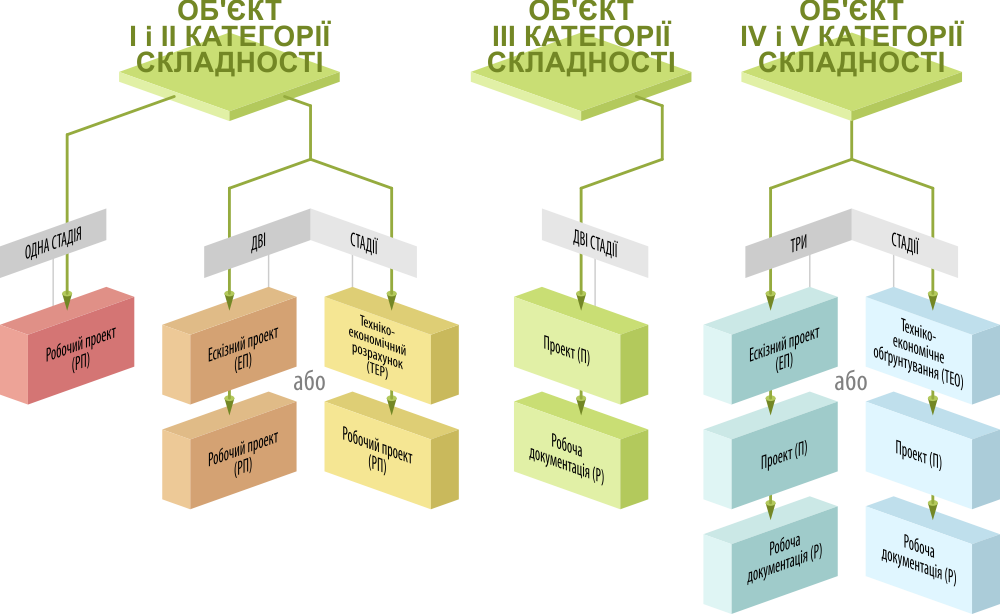 ОБ'ЄКТ
І і ІІ КАТЕГОРІЇ
СКЛАДНОСТІ
ОДНА СТАДІЯ
Робочий проект
(РП)
ДВІ
СТАДІЇ
Ескізний проект
(ЕП)
або
Техніко-
економічний
розрахунок
(ТЕР)
Робочий проект
(РП)
Робочий проект
(РП)
ОБ'ЄКТ
ІІІ КАТЕГОРІЇ
СКЛАДНОСТІ
ДВІ СТАДІЇ
Проект (П)
Робоча
документація (Р)
ОБ'ЄКТ
ІV і V КАТЕГОРІЇ
СКЛАДНОСТІ
ТРИ
СТАДІЇ
Ескізний проект
(ЕП)
або
Техніко-
економічне
обґрунтування (ТЕО)
Проект (П)
Проект (П)
Робоча
документація (Р)
Робоча
документація (Р)